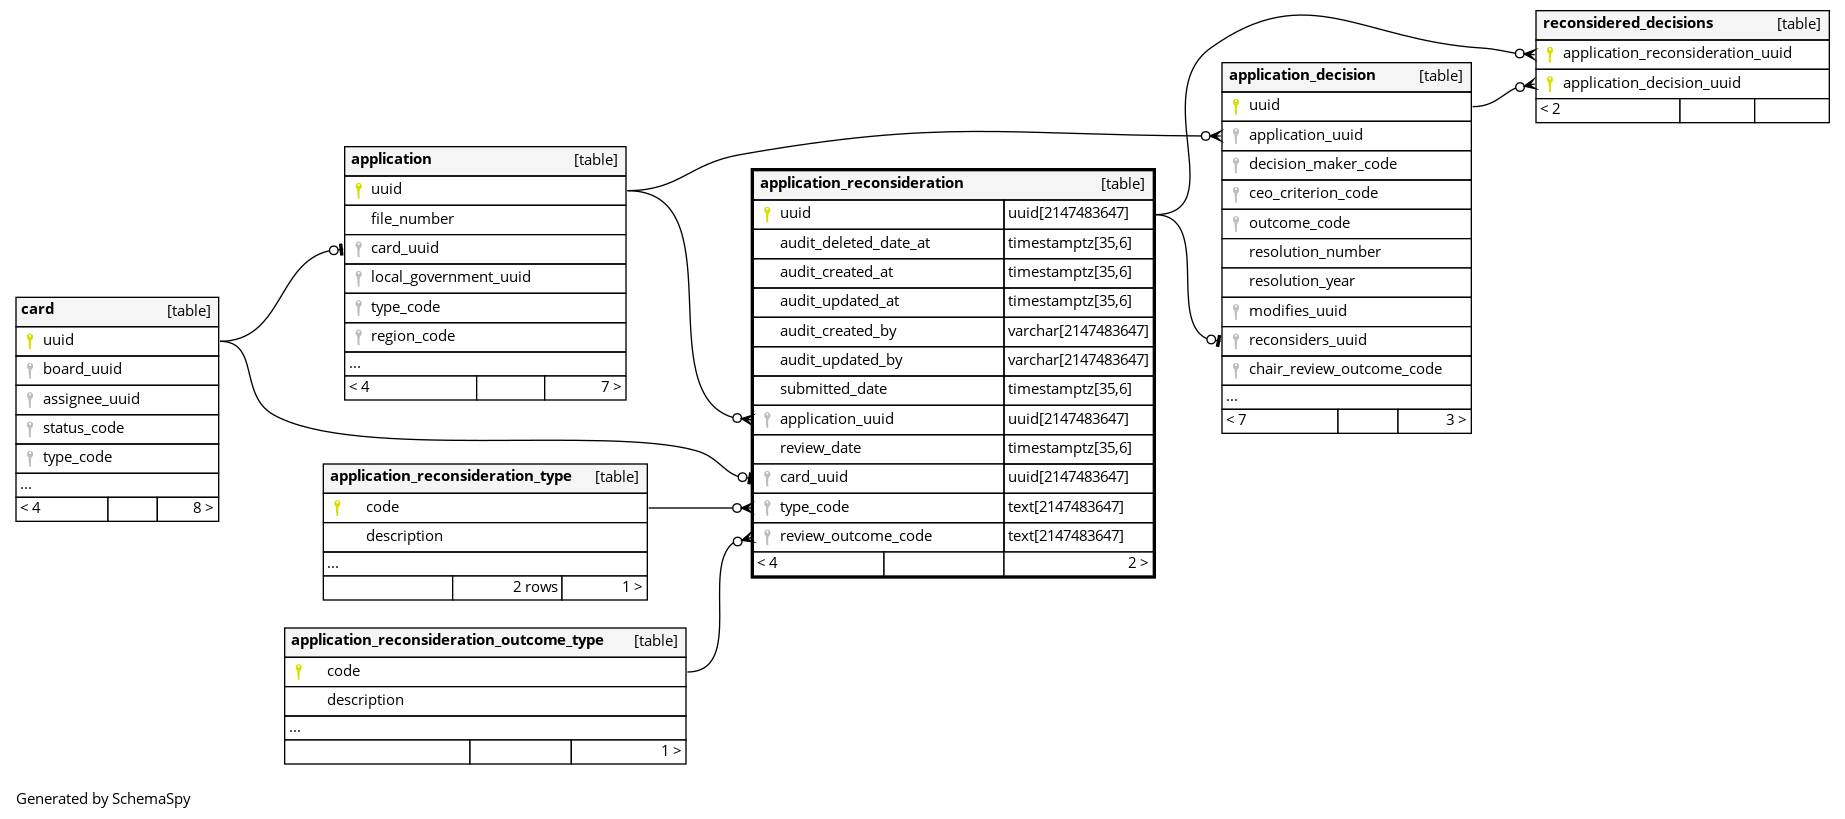 reconsidered_decisions [table]
application_reconsideration_uuid
application_decision_uuid
< 2
application_decision [table]
uuid
application_uuid
decision_maker_code
ceo_criterion_code
outcome_code
resolution_number
resolution_year
modifies_uuid
reconsiders_uuid
chair_review_outcome_code
...
< 7 3 >
application [table]
uuid
file_number
card_uuid
local_government_uuid
type_code
region_code
...
< 4 7 >
application_reconsideration [table]
uuid uuid[2147483647]
audit_deleted_date_at timestamptz[35,6]
audit_created_at timestamptz[35,6]
audit_updated_at timestamptz[35,6]
audit_created_by varchar[2147483647]
audit_updated_by varchar[2147483647]
submitted_date timestamptz[35,6]
application_uuid uuid[2147483647]
review_date timestamptz[35,6]
card_uuid uuid[2147483647]
type_code text[2147483647]
review_outcome_code text[2147483647]
< 4 2 >
card [table]
uuid
board_uuid
assignee_uuid
status_code
type_code
...
< 4 8 >
application_reconsideration_type [table]
code
description
...
2 rows 1 >
application_reconsideration_outcome_type [table]
code
description
...
1 >
Generated by SchemaSpy